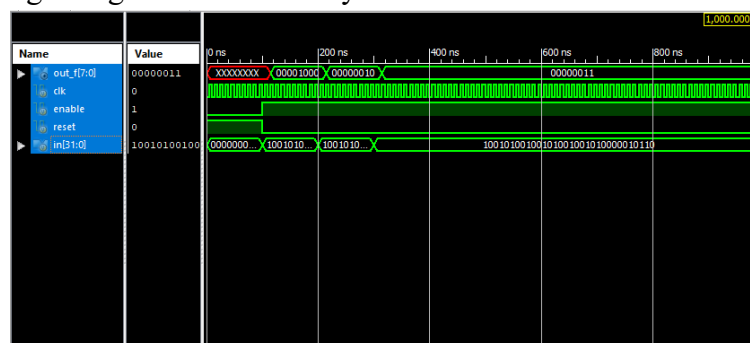 1,000.000
Name Value 0 ns 200 ns 400 ns 600 ns 800 ns
out_f[7:0] 00000011 XXXXXXXX 00001000 00000010 00000011
clk 0
enable 1
reset 0
in[31:0] 10010100100 0000000... 1001010... 1001010... 10010100100101001001010000010110